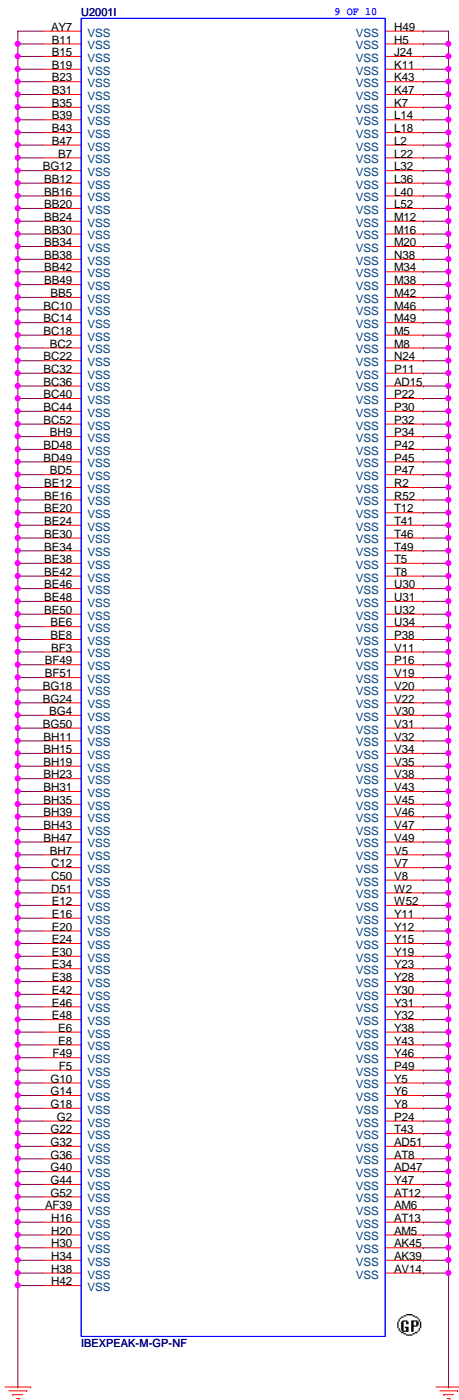 U2001I 9 OF 10
AY7 VSS VSS H49
B11 VSS VSS H5
B15 VSS VSS J24
B19 VSS VSS K11
B23 VSS VSS K43
B31 VSS VSS K47
B35 VSS VSS K7
B39 VSS VSS L14
B43 VSS VSS L18
B47 VSS VSS L2
B7 VSS VSS L22
BG12 VSS VSS L32
BB12 VSS VSS L36
BB16 VSS VSS L40
BB20 VSS VSS L52
BB24 VSS VSS M12
BB30 VSS VSS M16
BB34 VSS VSS M20
BB38 VSS VSS N38
BB42 VSS VSS M34
BB49 VSS VSS M38
BB5 VSS VSS M42
BC10 VSS VSS M46
BC14 VSS VSS M49
BC18 VSS VSS M5
BC2 VSS VSS M8
BC22 VSS VSS N24
BC32 VSS VSS P11
BC36 VSS VSS AD15
BC40 VSS VSS P22
BC44 VSS VSS P30
BC52 VSS VSS P32
BH9 VSS VSS P34
BD48 VSS VSS P42
BD49 VSS VSS P45
BD5 VSS VSS P47
BE12 VSS VSS R2
BE16 VSS VSS R52
BE20 VSS VSS T12
BE24 VSS VSS T41
BE30 VSS VSS T46
BE34 VSS VSS T49
BE38 VSS VSS T5
BE42 VSS VSS T8
BE46 VSS VSS U30
BE48 VSS VSS U31
BE50 VSS VSS U32
BE6 VSS VSS U34
BE8 VSS VSS P38
BF3 VSS VSS V11
BF49 VSS VSS P16
BF51 VSS VSS V19
BG18 VSS VSS V20
BG24 VSS VSS V22
BG4 VSS VSS V30
BG50 VSS VSS V31
BH11 VSS VSS V32
BH15 VSS VSS V34
BH19 VSS VSS V35
BH23 VSS VSS V38
BH31 VSS VSS V43
BH35 VSS VSS V45
BH39 VSS VSS V46
BH43 VSS VSS V47
BH47 VSS VSS V49
BH7 VSS VSS V5
C12 VSS VSS V7
C50 VSS VSS V8
D51 VSS VSS W2
E12 VSS VSS W52
E16 VSS VSS Y11
E20 VSS VSS Y12
E24 VSS VSS Y15
E30 VSS VSS Y19
E34 VSS VSS Y23
E38 VSS VSS Y28
E42 VSS VSS Y30
E46 VSS VSS Y31
E48 VSS VSS Y32
E6 VSS VSS Y38
E8 VSS VSS Y43
F49 VSS VSS Y46
F5 VSS VSS P49
G10 VSS VSS Y5
G14 VSS VSS Y6
G18 VSS VSS Y8
G2 VSS VSS P24
G22 VSS VSS T43
G32 VSS VSS AD51
G36 VSS VSS AT8
G40 VSS VSS AD47
G44 VSS VSS Y47
G52 VSS VSS AT12
AF39 VSS VSS AM6
H16 VSS VSS AT13
H20 VSS VSS AM5
H30 VSS VSS AK45
H34 VSS VSS AK39
H38 VSS VSS AV14
H42 VSS
GP
IBEXPEAK-M-GP-NF